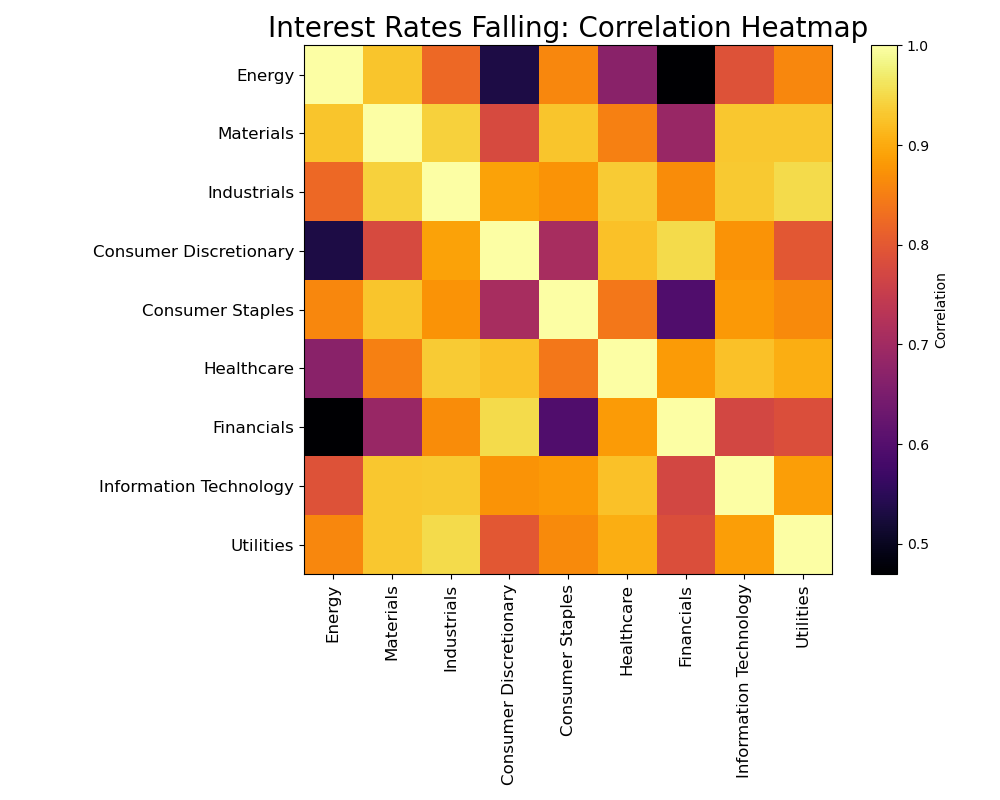 Interest Rates Falling: Correlation Heatmap
Energy
Materials
Industrials
Consumer Discretionary
Consumer Staples
Healthcare
Financials
Information Technology
Utilities
Energy
Materials
Industrials
Consumer Discretionary
Consumer Staples
Healthcare
Financials
Information Technology
Utilities
1.0
0.9
0.8
0.7
0.6
0.5
Correlation